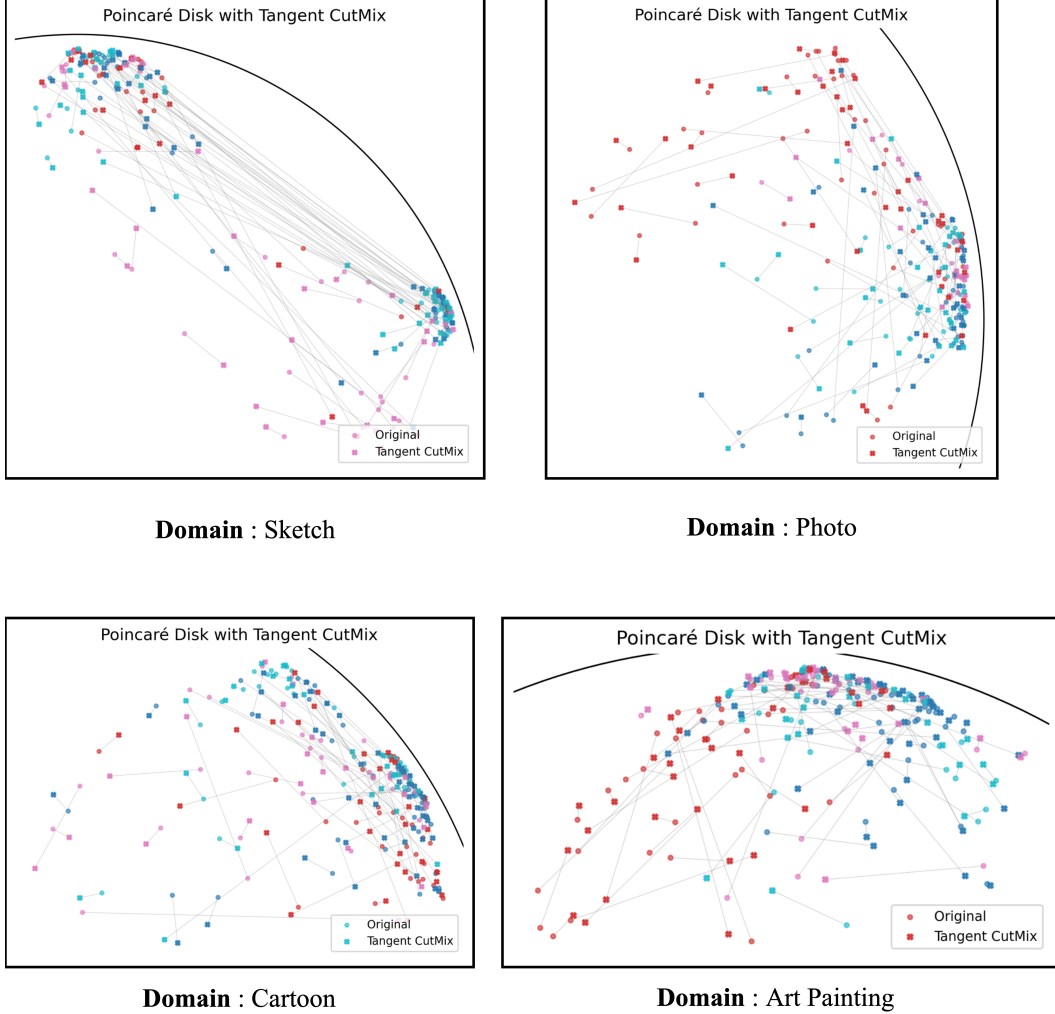 Poincaré Disk with Tangent CutMix
Original
Tangent CutMix
Domain : Sketch
Poincaré Disk with Tangent CutMix
Original
Tangent CutMix
Domain : Photo
Poincaré Disk with Tangent CutMix
Original
Tangent CutMix
Domain : Cartoon
Poincaré Disk with Tangent CutMix
Original
Tangent CutMix
Domain : Art Painting